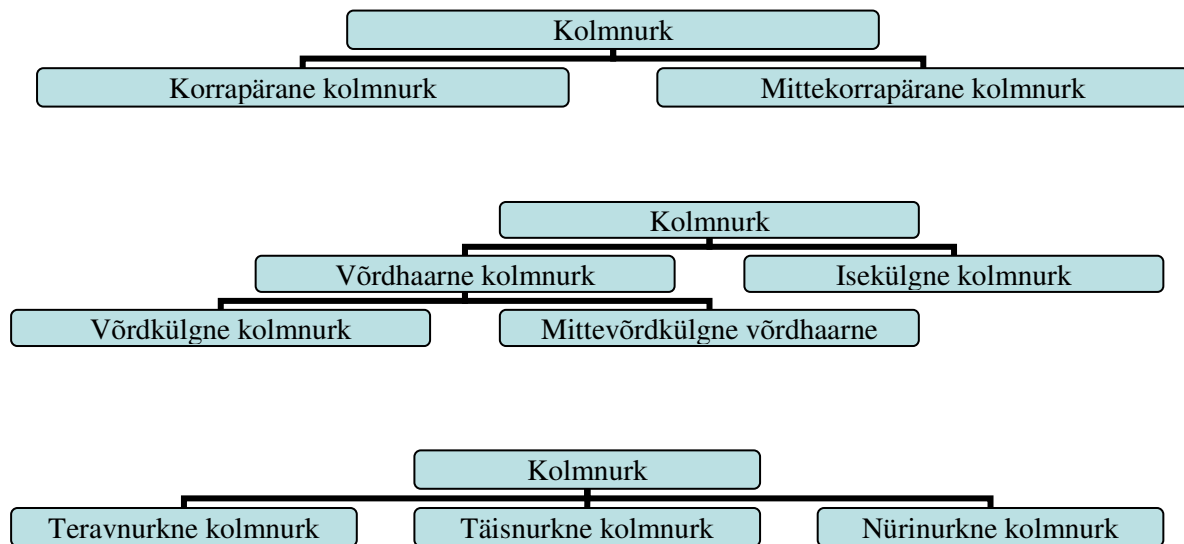 Kolmnurk
Korrapärane kolmnurk
Mittekorrapärane kolmnurk
Kolmnurk
Võrdhaarne kolmnurk
Isekülgne kolmnurk
Võrdkülgne kolmnurk
Mittevõrdkülgne võrdhaarne
Kolmnurk
Teravnurkne kolmnurk
Täisnurkne kolmnurk
Nürinurkne kolmnurk